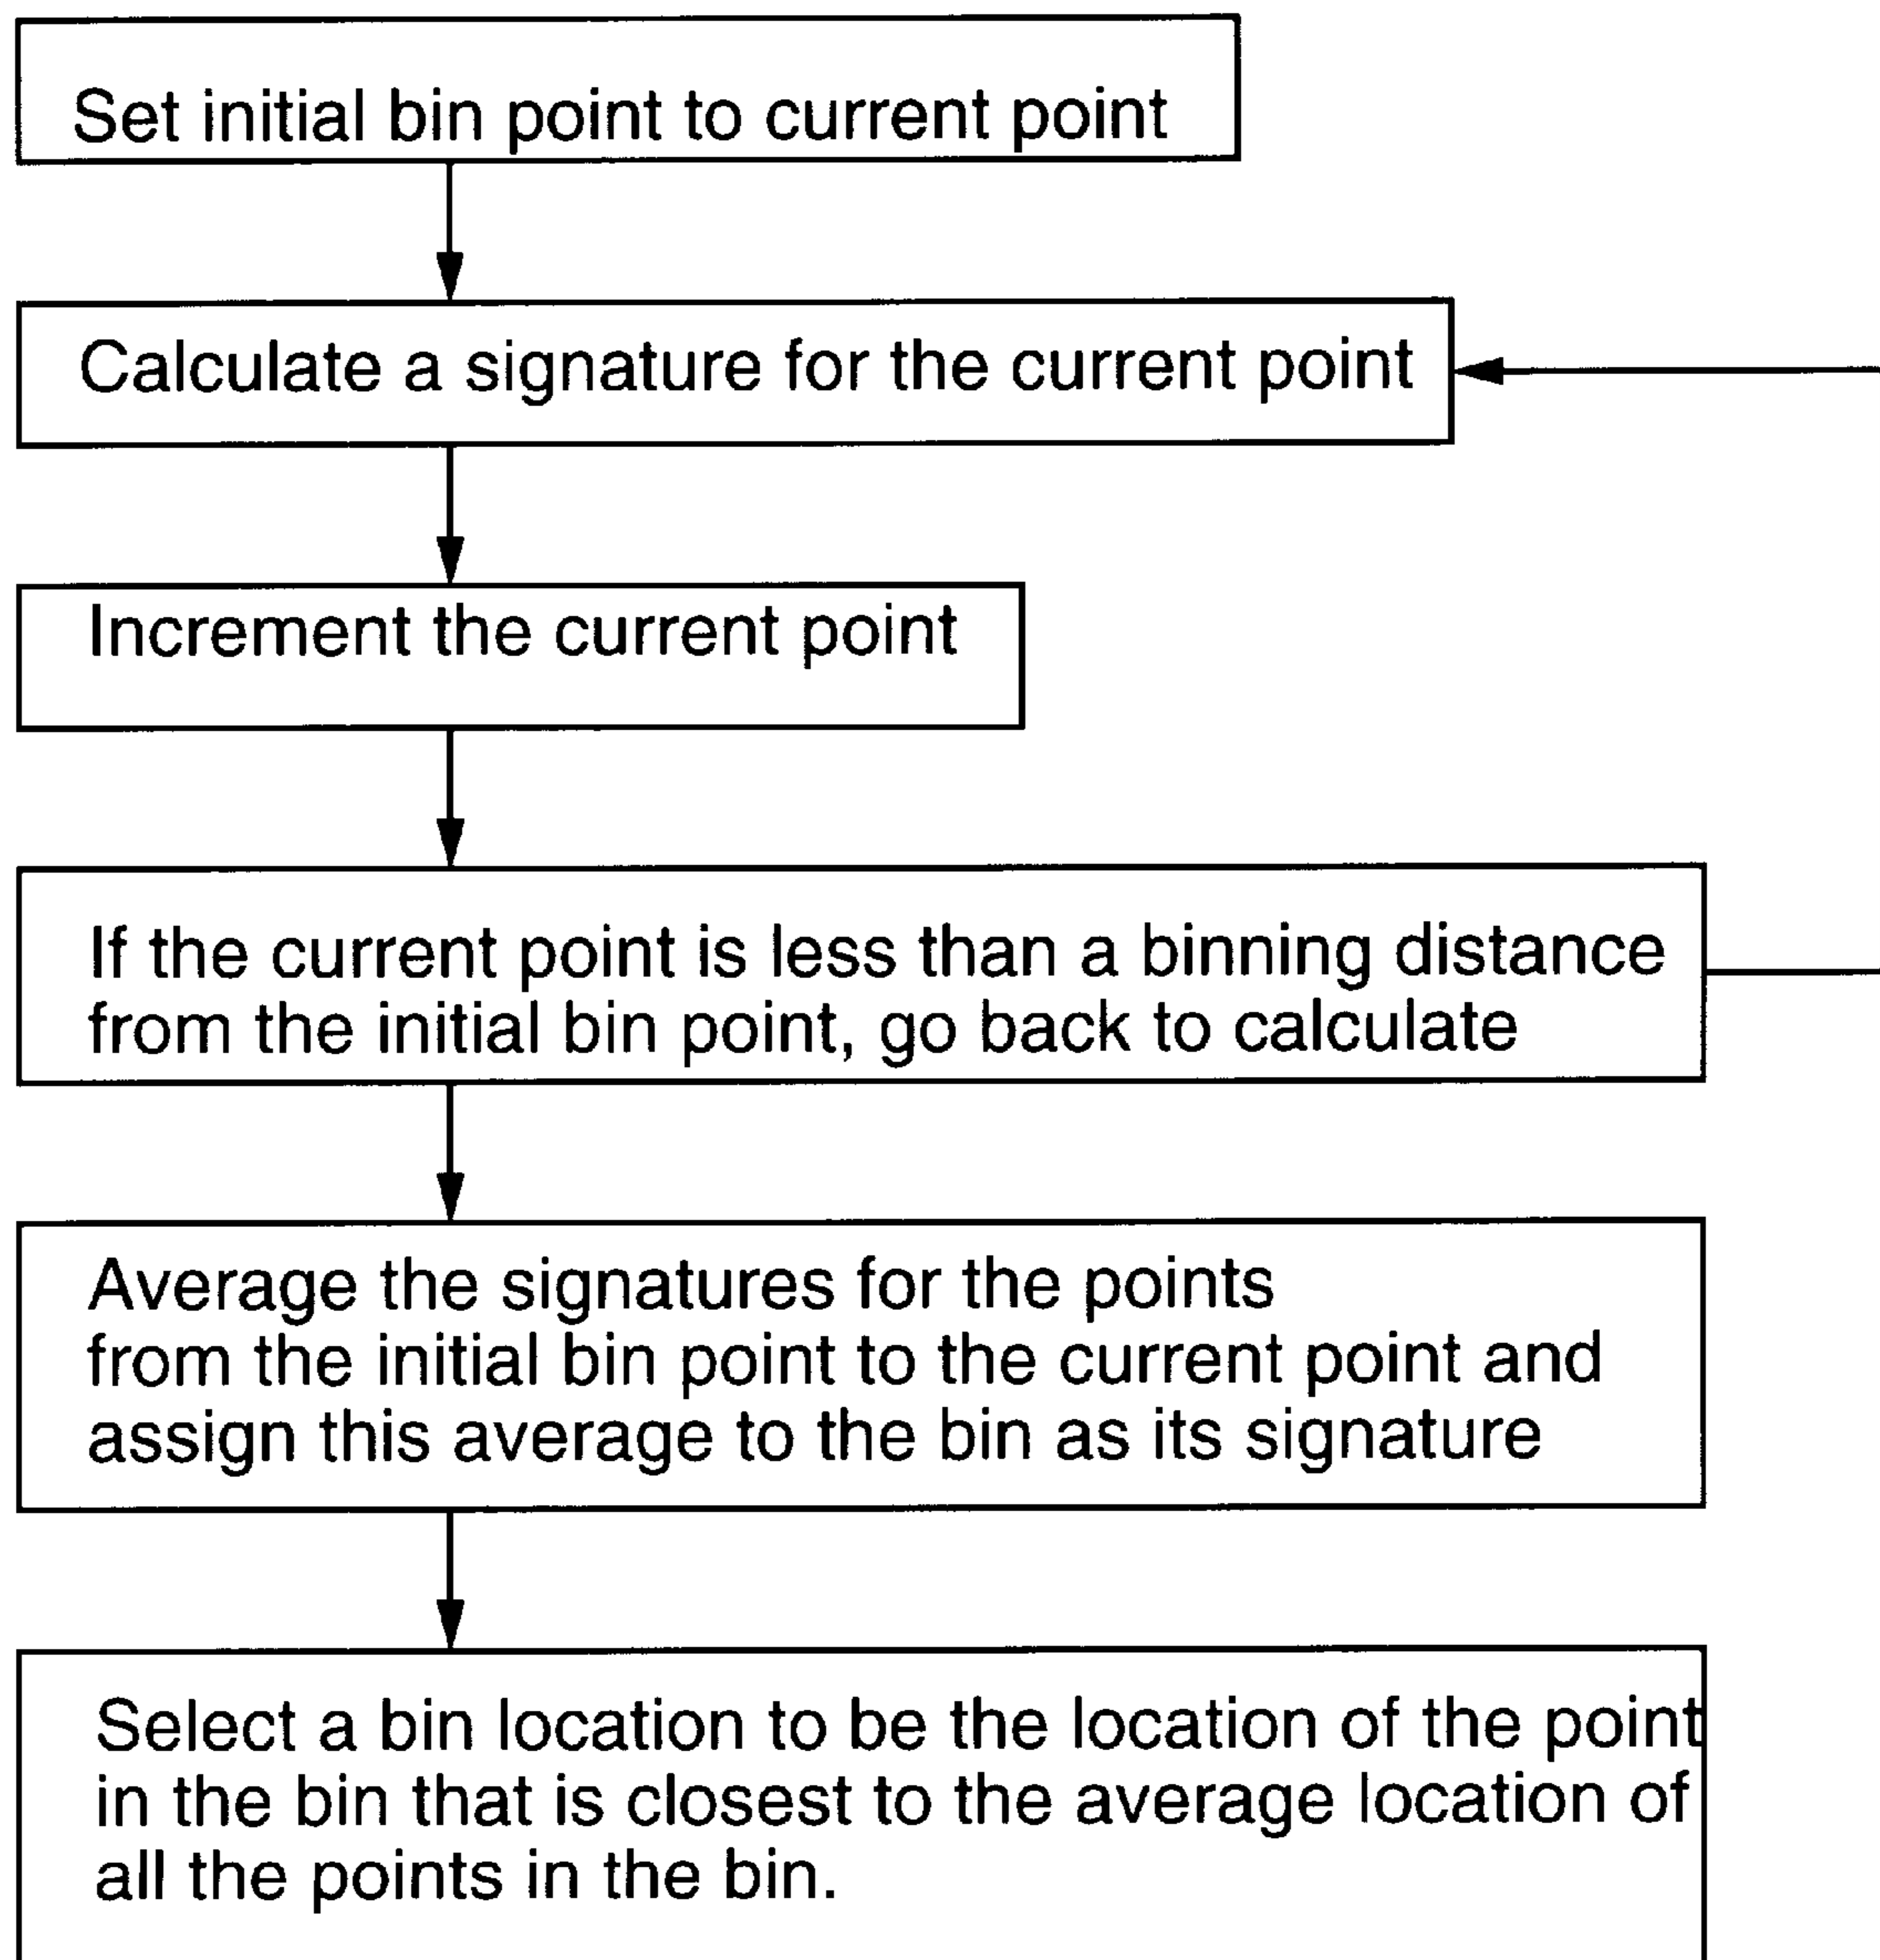 Set initial bin point to current point
Calculate a signature for the current point
Increment the current point
If the current point is less than a binning distance
from the initial bin point, go back to calculate
Average the signatures for the points
from the initial bin point to the current point and
assign this average to the bin as its signature
Select a bin location to be the location of the point
in the bin that is closest to the average location of
all the points in the bin.